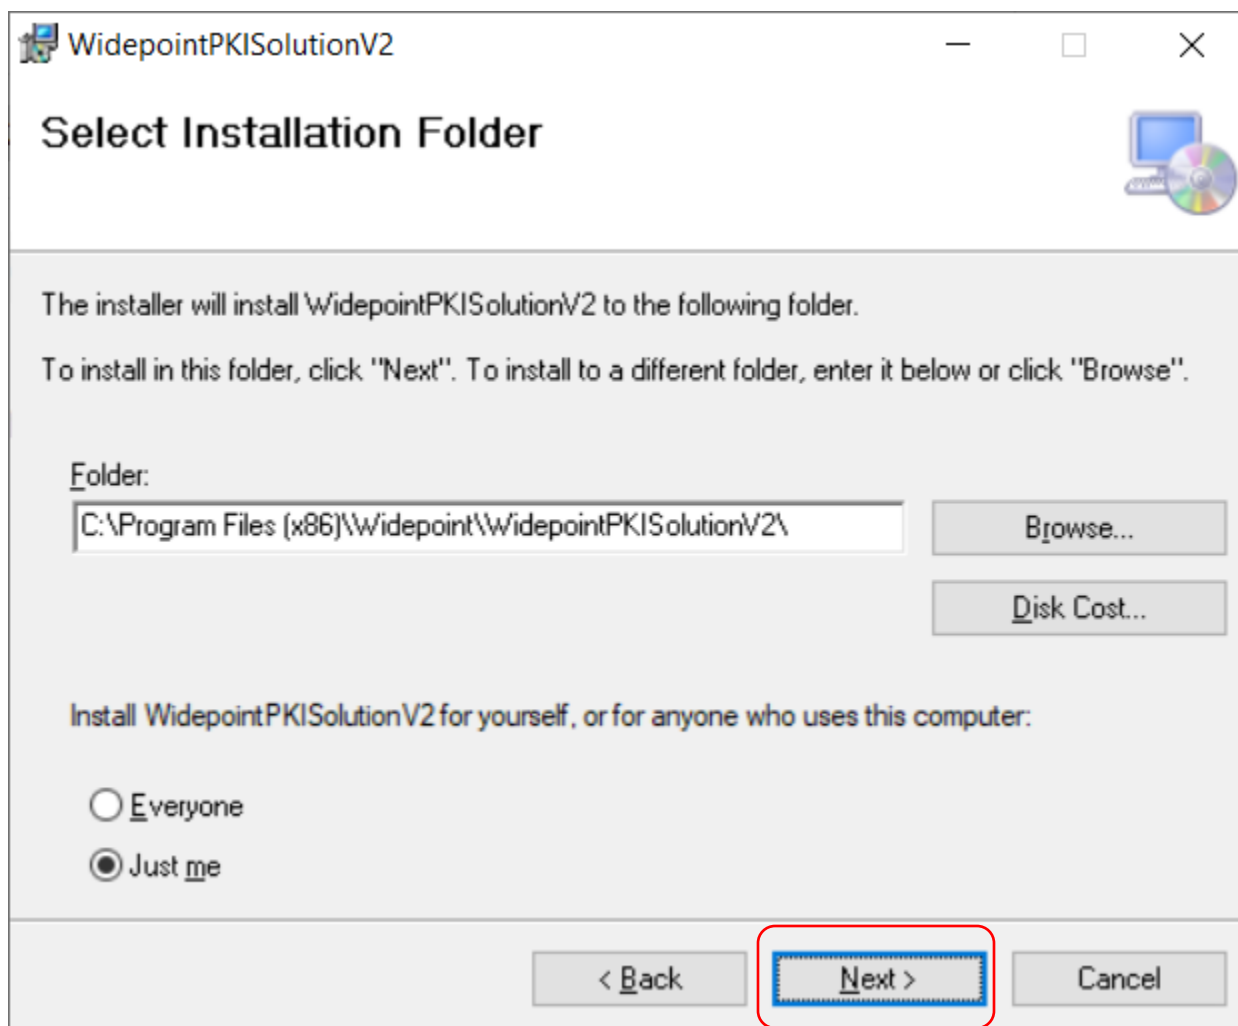 WidepointPKISolutionV2
Select Installation Folder
The installer will install WidepointPKISolutionV2 to the following folder.
To install in this folder, click "Next". To install to a different folder, enter it below or click "Browse".
Folder:
C:\Program Files (x86)\Widepoint\WidepointPKISolutionV2\
Browse...
Disk Cost...
Install WidepointPKISolutionV2 for yourself, or for anyone who uses this computer:
Everyone
Just me
< Back Next > Cancel